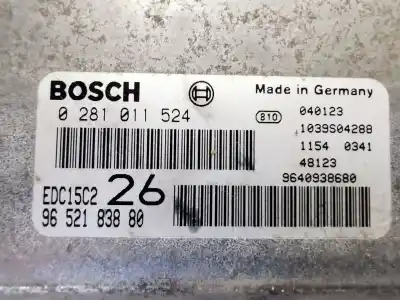 BOSCH
Made in Germany
0 281 011 524
810
040123
1039S04288
1154 0341
48123
9640938680
EDC15C2 26
96 521 838 80